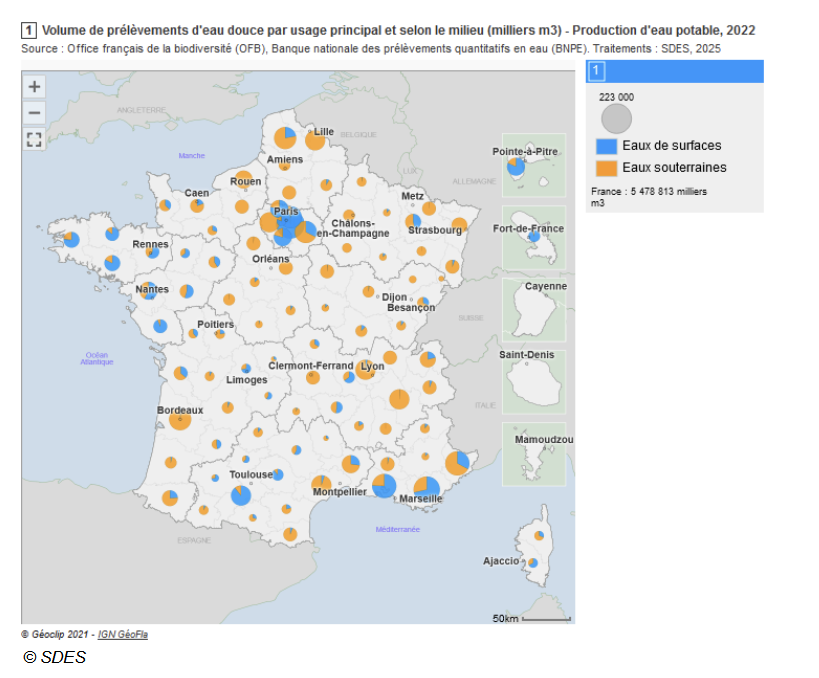 1 Volume de prélèvements d'eau douce par usage principal et selon le milieu (milliers m3) - Production d'eau potable, 2022
Source : Office français de la biodiversité (OFB), Banque nationale des prélèvements quantitatifs en eau (BNPE). Traitements : SDES, 2025
1
223 000
Eaux de surfaces
Eaux souterraines
France : 5 478 813 milliers
m3
+
−
ANGLETERRE
Lille
BELGIQUE
Pointe-à-Pitre
Manche
Amiens
LUX
ALLEMAGNE
Rouen
Caen
Metz
Paris
Châlons-
en-Champagne
Strasbourg
Fort-de-France
Rennes
Orléans
Nantes
Cayenne
Dijon
Besançon
Poitiers
SUISSE
Océan
Atlantique
Saint-Denis
Clermont-Ferrand
Lyon
Limoges
ITALIE
Bordeaux
Mamoudzou
Toulouse
Montpellier
Marseille
Méditerranée
ESPAGNE
Ajaccio
50km
© Géoclip 2021 - IGN GéoFla
© SDES